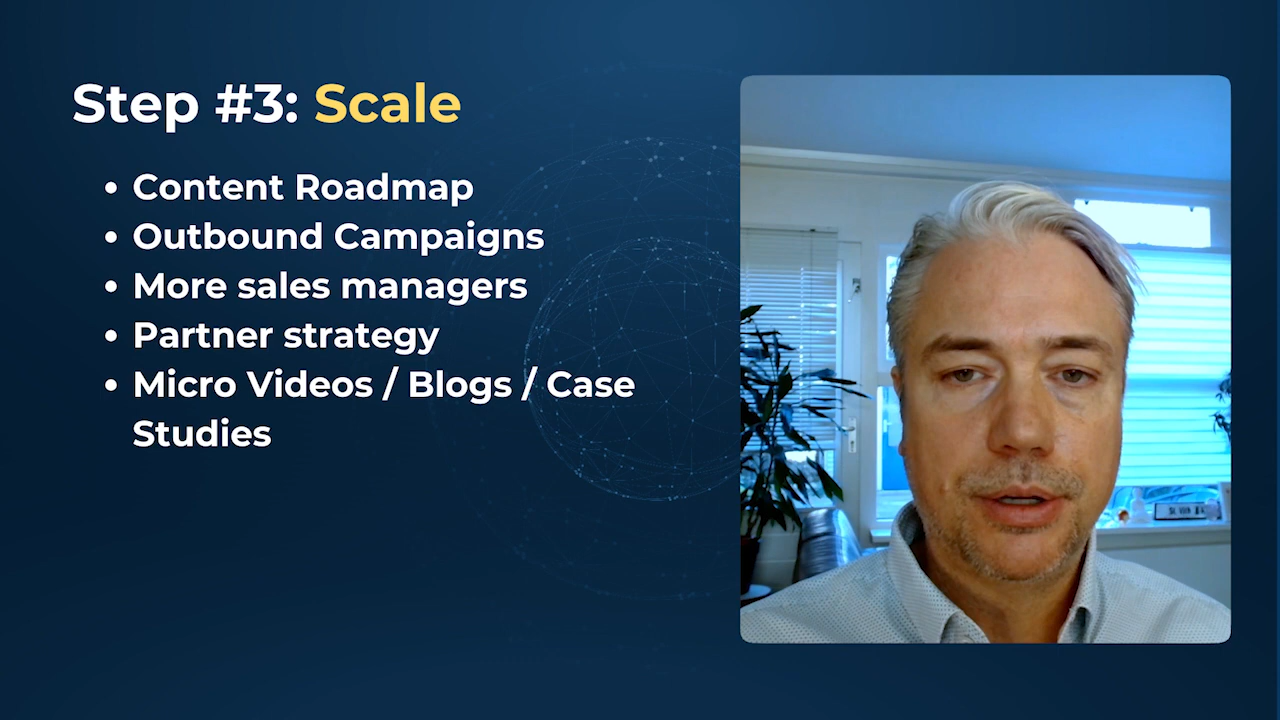 Step #3: Scale
• Content Roadmap
• Outbound Campaigns
• More sales managers
• Partner strategy
• Micro Videos / Blogs / Case
Studies